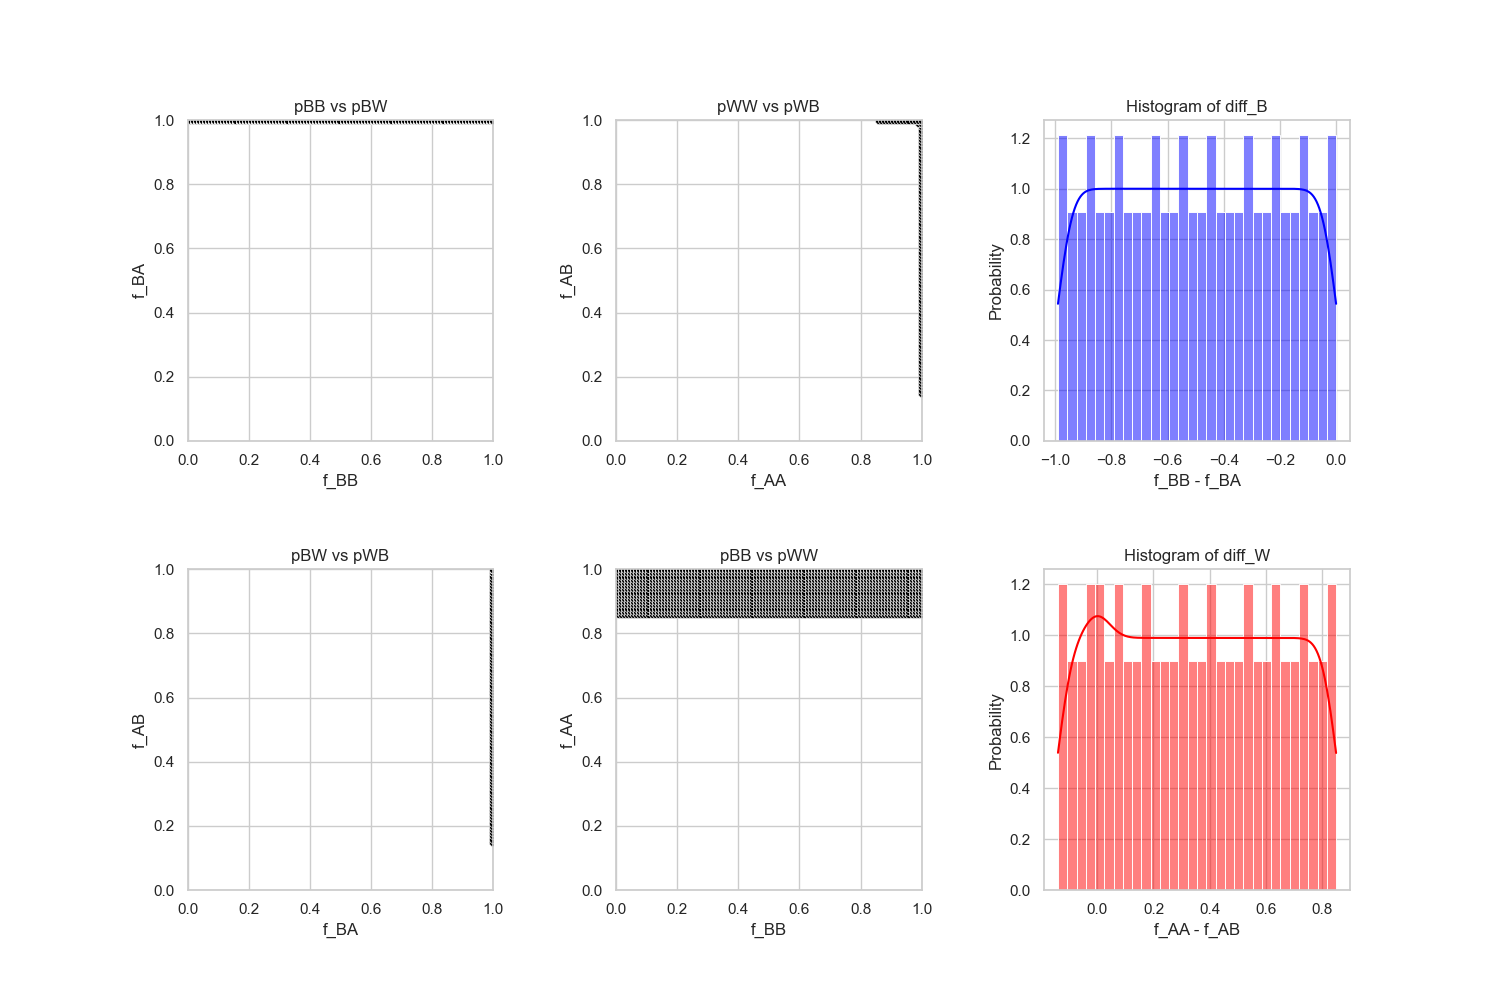 pBB vs pBW
1.0
0.8
0.6
0.4
0.2
0.0
f_BA
0.0 0.2 0.4 0.6 0.8 1.0
f_BB
pWW vs pWB
1.0
0.8
0.6
0.4
0.2
0.0
f_AB
0.0 0.2 0.4 0.6 0.8 1.0
f_AA
Histogram of diff_B
1.2
1.0
0.8
0.6
0.4
0.2
0.0
Probability
−1.0 −0.8 −0.6 −0.4 −0.2 0.0
f_BB - f_BA
pBW vs pWB
1.0
0.8
0.6
0.4
0.2
0.0
f_AB
0.0 0.2 0.4 0.6 0.8 1.0
f_BA
pBB vs pWW
1.0
0.8
0.6
0.4
0.2
0.0
f_AA
0.0 0.2 0.4 0.6 0.8 1.0
f_BB
Histogram of diff_W
1.2
1.0
0.8
0.6
0.4
0.2
0.0
Probability
0.0 0.2 0.4 0.6 0.8
f_AA - f_AB